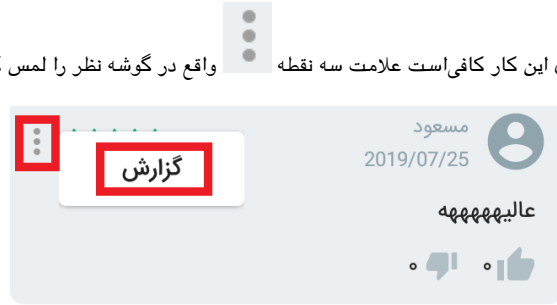 این کار کافی‌است علامت سه نقطه واقع در گوشه نظر را لمس
مسعود
2019/07/25
گزارش
عالیههههههه
۰ ۰